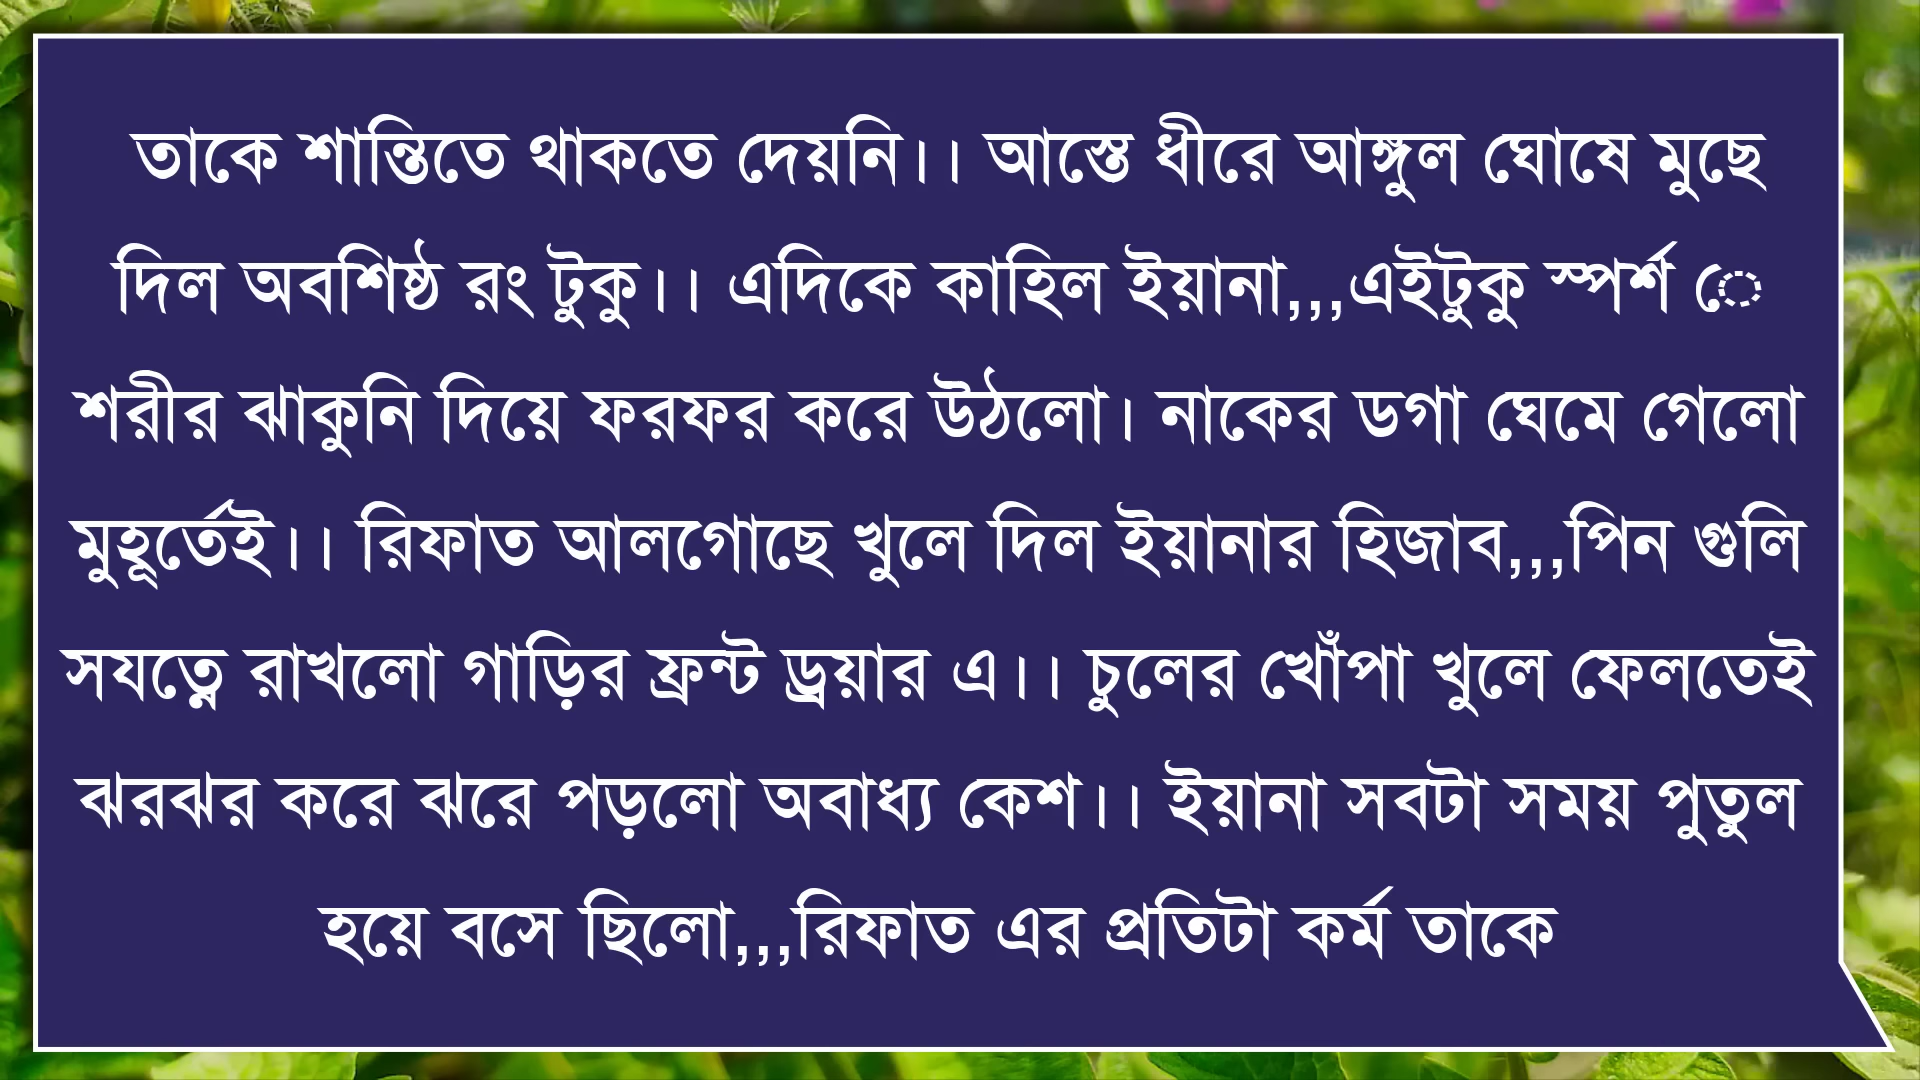 তাকে শান্তিতে থাকতে দেয়নি।। আস্তে ধীরে আঙ্গুল ঘোষে মুছে
দিল অবশিষ্ঠ রং টুকু।। এদিকে কাহিল ইয়ানা,,,এইটুকু স্পর্শ ে
শরীর ঝাকুনি দিয়ে ফরফর করে উঠলো। নাকের ডগা ঘেমে গেলো
মুহূর্তেই।। রিফাত আলগোছে খুলে দিল ইয়ানার হিজাব,,,পিন গুলি
সযত্নে রাখলো গাড়ির ফ্রন্ট ড্রয়ার এ।। চুলের খোঁপা খুলে ফেলতেই
ঝরঝর করে ঝরে পড়লো অবাধ্য কেশ।। ইয়ানা সবটা সময় পুতুল
হয়ে বসে ছিলো,,,রিফাত এর প্রতিটা কর্ম তাকে